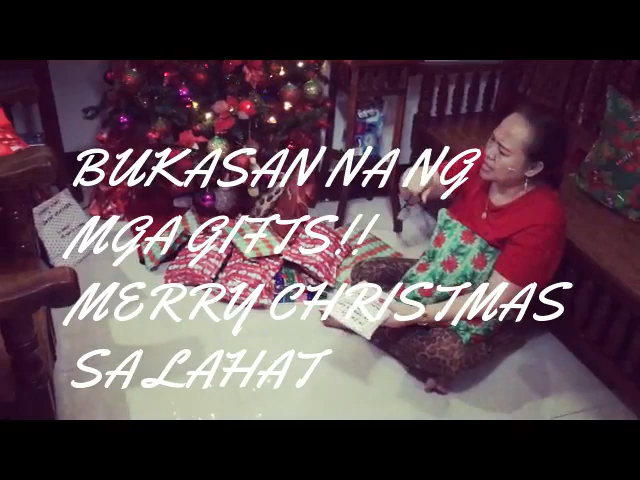 BUKASAN NA NG
MGA GIFTS!!
MERRY CHRISTMAS
SA LAHAT